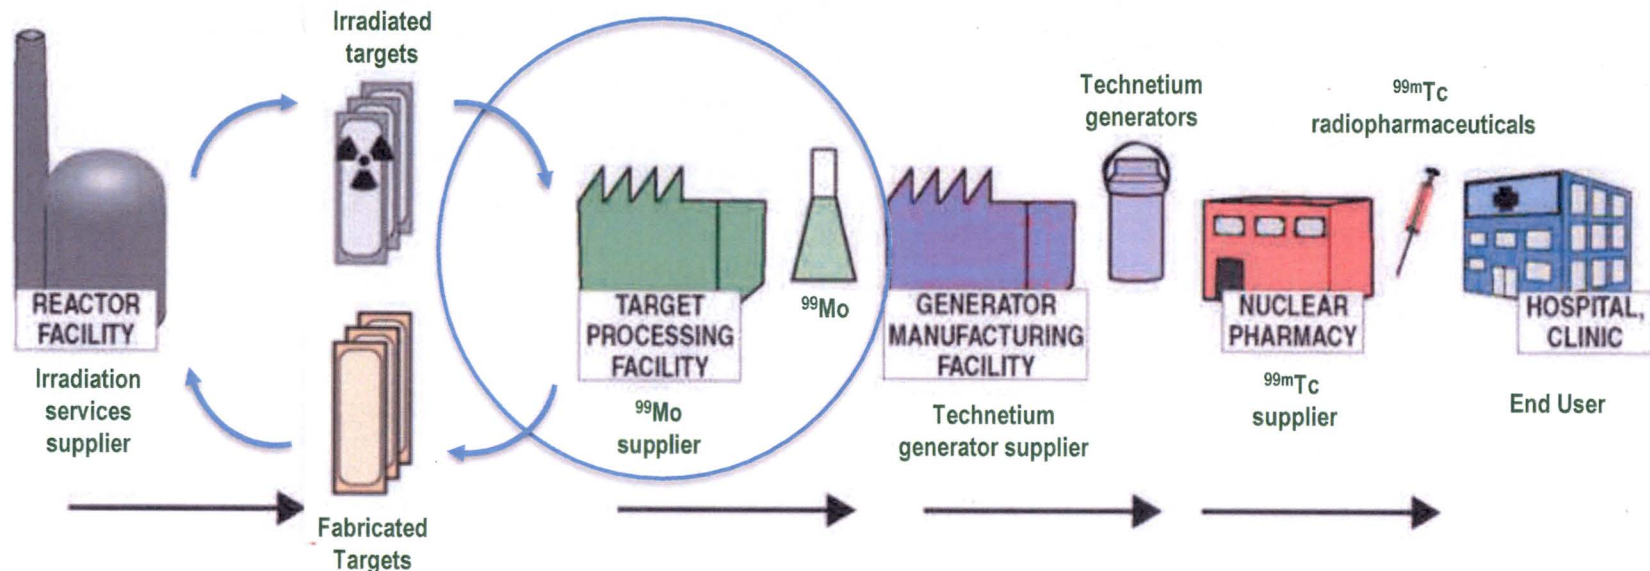 Irradiated
targets
Technetium
generators
99mTc
radiopharmaceuticals
REACTOR
FACILITY
Irradiation
services
supplier
Fabricated
Targets
TARGET
PROCESSING
FACILITY
99Mo
supplier
99Mo
GENERATOR
MANUFACTURING
FACILITY
Technetium
generator supplier
NUCLEAR
PHARMACY
99mTc
supplier
HOSPITAL,
CLINIC
End User